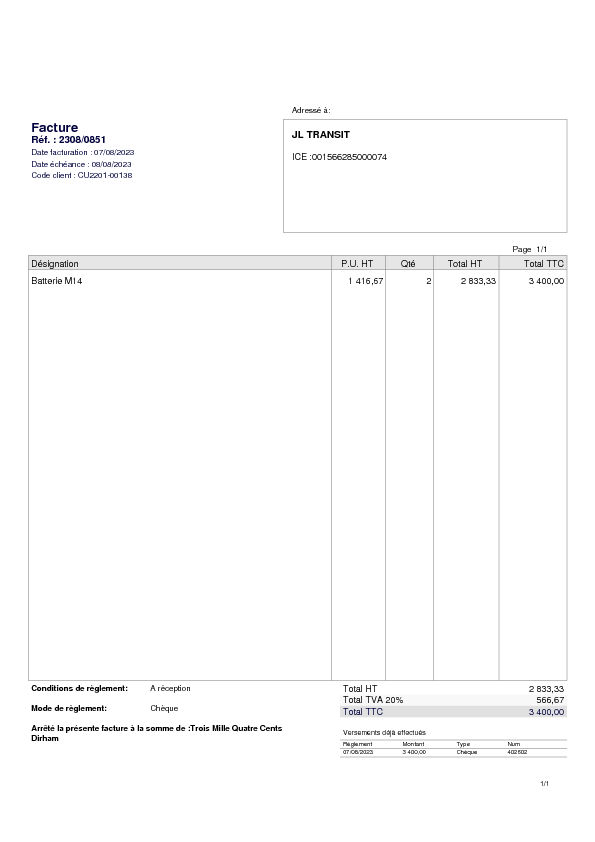 Adressé à:
Facture
Réf. : 2308/0851
Date facturation : 07/08/2023
Date échéance : 08/08/2023
Code client : CU2201-00138
JL TRANSIT
ICE :001566285000074
Page 1/1
Désignation P.U. HT Qté Total HT Total TTC
Batterie M14 1 416,67 2 2 833,33 3 400,00
Conditions de règlement: A réception
Mode de règlement: Chèque
Arrêté la présente facture à la somme de :Trois Mille Quatre Cents
Dirham
Total HT 2 833,33
Total TVA 20% 566,67
Total TTC 3 400,00
Versements déjà effectués
Règlement Montant Type Num
07/08/2023 3 400,00 Chèque 402602
1/1